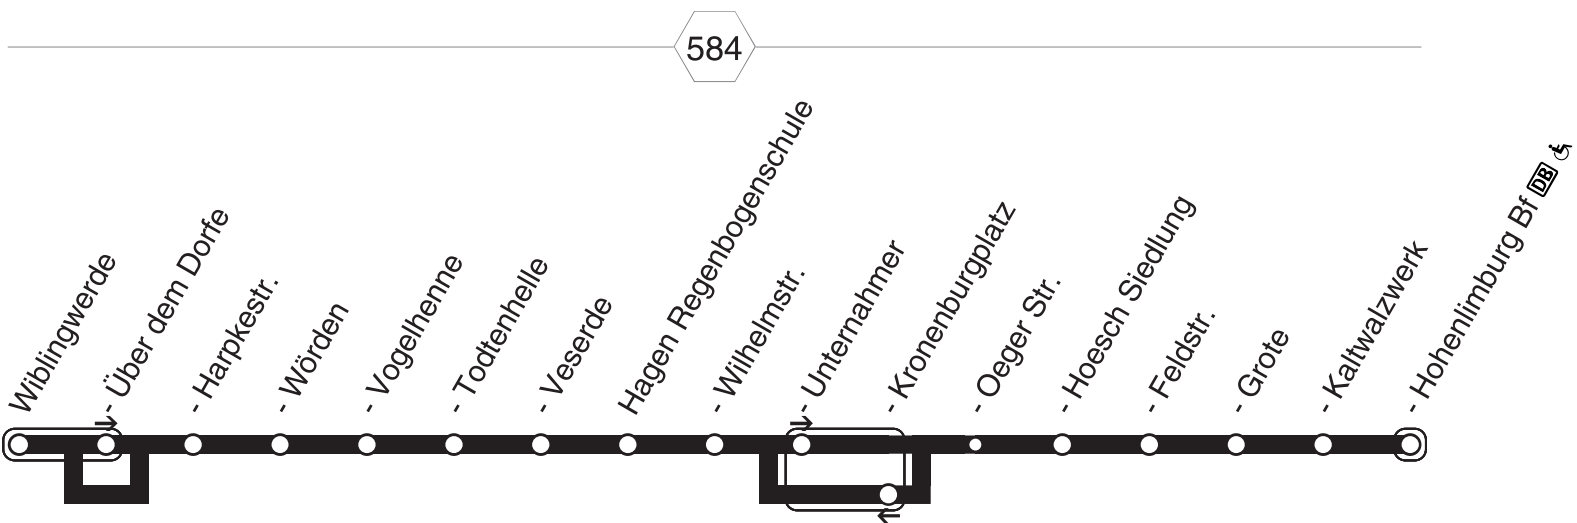 584
Wiblingwerde
- Über dem Dorfe
- Harpkestr.
- Wörden
- Vogelhenne
- Todtenhelle
- Veserde
Hagen Regenbogenschule
- Wilhelmstr.
- Unternahmer
- Kronenburgplatz
- Oeger Str.
- Hoesch Siedlung
- Feldstr.
- Grote
- Kaltwalzwerk
- Hohenlimburg Bf DB